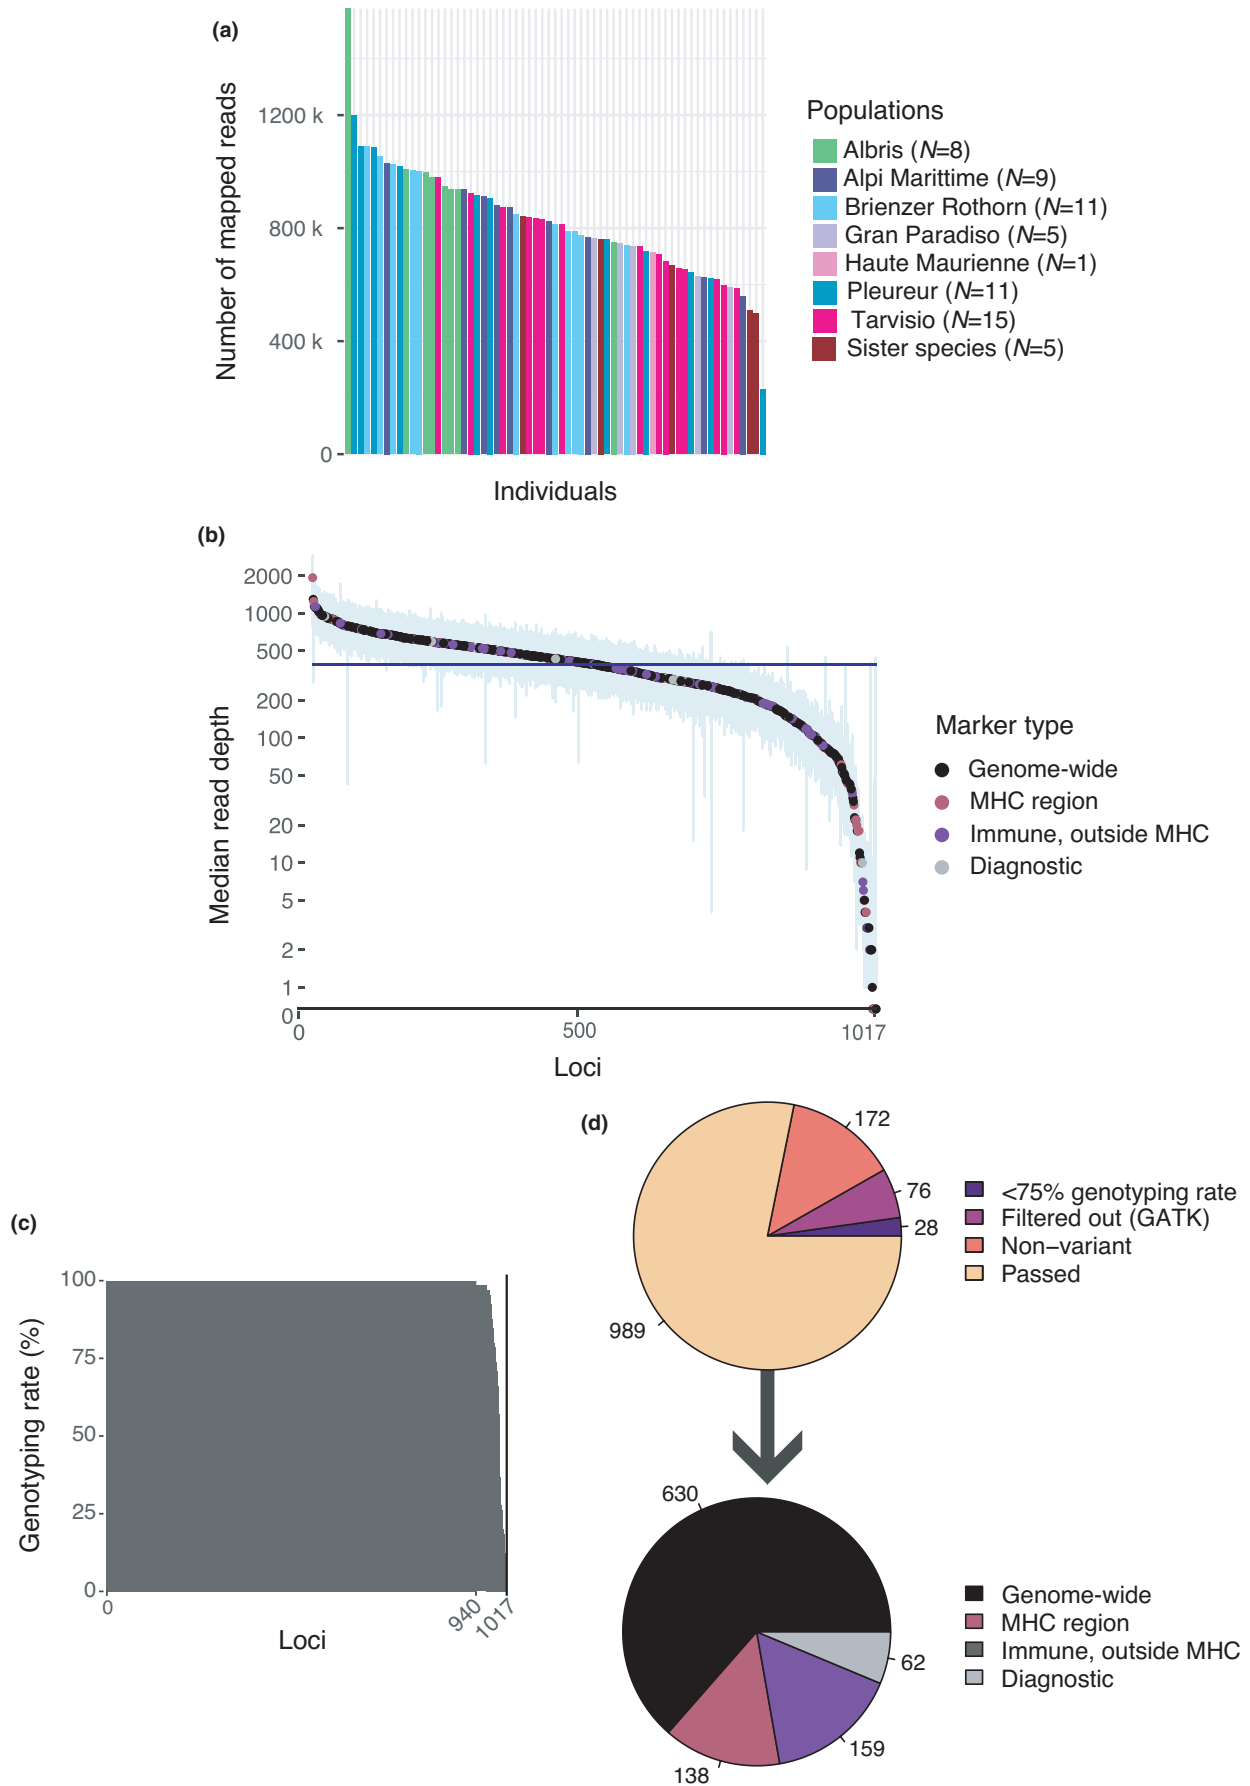 (a)
Number of mapped reads
1200 k
800 k
400 k
0
Individuals
Populations
Albris (N=8)
Alpi Marittime (N=9)
Brienzer Rothorn (N=11)
Gran Paradiso (N=5)
Haute Maurienne (N=1)
Pleureur (N=11)
Tarvisio (N=15)
Sister species (N=5)
(b)
Median read depth
2000
1000
500
200
100
50
20
10
5
2
1
0
0
500
1017
Loci
Marker type
Genome-wide
MHC region
Immune, outside MHC
Diagnostic
(c)
Genotyping rate (%)
100
75
50
25
0
0
940
1017
Loci
(d)
172
76
28
989
<75% genotyping rate
Filtered out (GATK)
Non−variant
Passed
630
62
159
138
Genome-wide
MHC region
Immune, outside MHC
Diagnostic